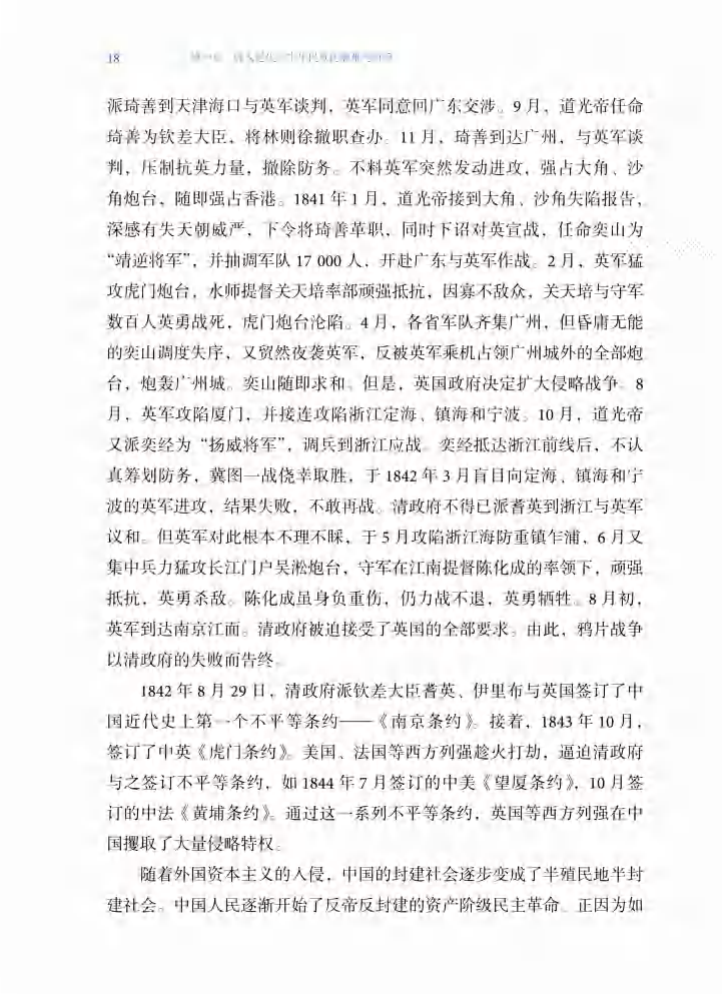 18
派琦善到天津海口与英军谈判，英军同意回广东交涉。9 月，道光帝任命
琦善为钦差大臣，将林则徐撤职查办。11 月，琦善到达广州，与英军谈
判，压制抗英力量，撤除防务。不料英军突然发动进攻，强占大角、沙
角炮台，随即强占香港。1841 年 1 月，道光帝接到大角、沙角失陷报告，
深感有失天朝威严，下令将琦善革职，同时下诏对英宣战，任命奕山为
“靖逆将军”，并抽调军队 17 000 人，开赴广东与英军作战。2 月，英军猛
攻虎门炮台，水师提督关天培率部顽强抵抗，因寡不敌众，关天培与守军
数百人英勇战死，虎门炮台沦陷。4 月，各省军队齐集广州，但昏庸无能
的奕山调度失序，又贸然夜袭英军，反被英军乘机占领广州城外的全部炮
台，炮轰广州城。奕山随即求和。但是，英国政府决定扩大侵略战争。8
月，英军攻陷厦门，并接连攻陷浙江定海、镇海和宁波。10 月，道光帝
又派奕经为“扬威将军”，调兵到浙江应战。奕经抵达浙江前线后，不认
真筹划防务，冀图一战侥幸取胜，于 1842 年 3 月盲目向定海、镇海和宁
波的英军进攻，结果失败，不敢再战。清政府不得已派耆英到浙江与英军
议和。但英军对此根本不理不睬，于 5 月攻陷浙江海防重镇乍浦，6 月又
集中兵力猛攻长江门户吴淞炮台，守军在江南提督陈化成的率领下，顽强
抵抗，英勇杀敌。陈化成虽身负重伤，仍力战不退，英勇牺牲。8 月初，
英军到达南京江面。清政府被迫接受了英国的全部要求。由此，鸦片战争
以清政府的失败而告终。
1842 年 8 月 29 日，清政府派钦差大臣耆英、伊里布与英国签订了中
国近代史上第一个不平等条约——《南京条约》。接着，1843 年 10 月，
签订了中英《虎门条约》。美国、法国等西方列强趁火打劫，逼迫清政府
与之签订不平等条约，如 1844 年 7 月签订的中美《望厦条约》，10 月签
订的中法《黄埔条约》。通过这一系列不平等条约，英国等西方列强在中
国攫取了大量侵略特权。
随着外国资本主义的入侵，中国的封建社会逐步变成了半殖民地半封
建社会。中国人民逐渐开始了反帝反封建的资产阶级民主革命。正因为如